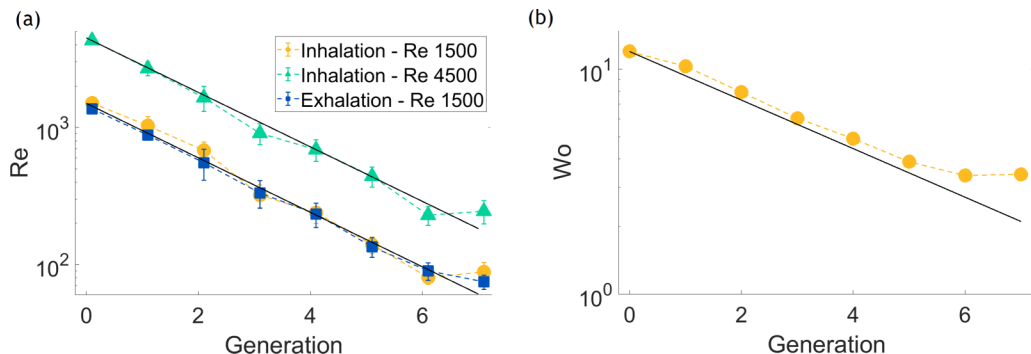 (a)
Inhalation - Re 1500
Inhalation - Re 4500
Exhalation - Re 1500
10³
10²
Re
0 2 4 6
Generation
(b)
10¹
10⁰
Wo
0 2 4 6
Generation